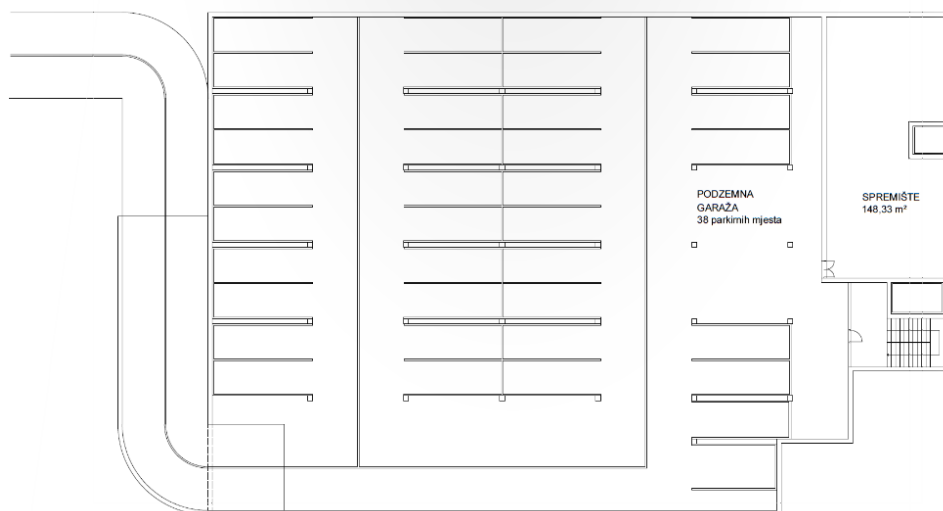 PODZEMNA
GARAŽA
38 parkirnih mjesta
SPREMIŠTE
148,33 m²